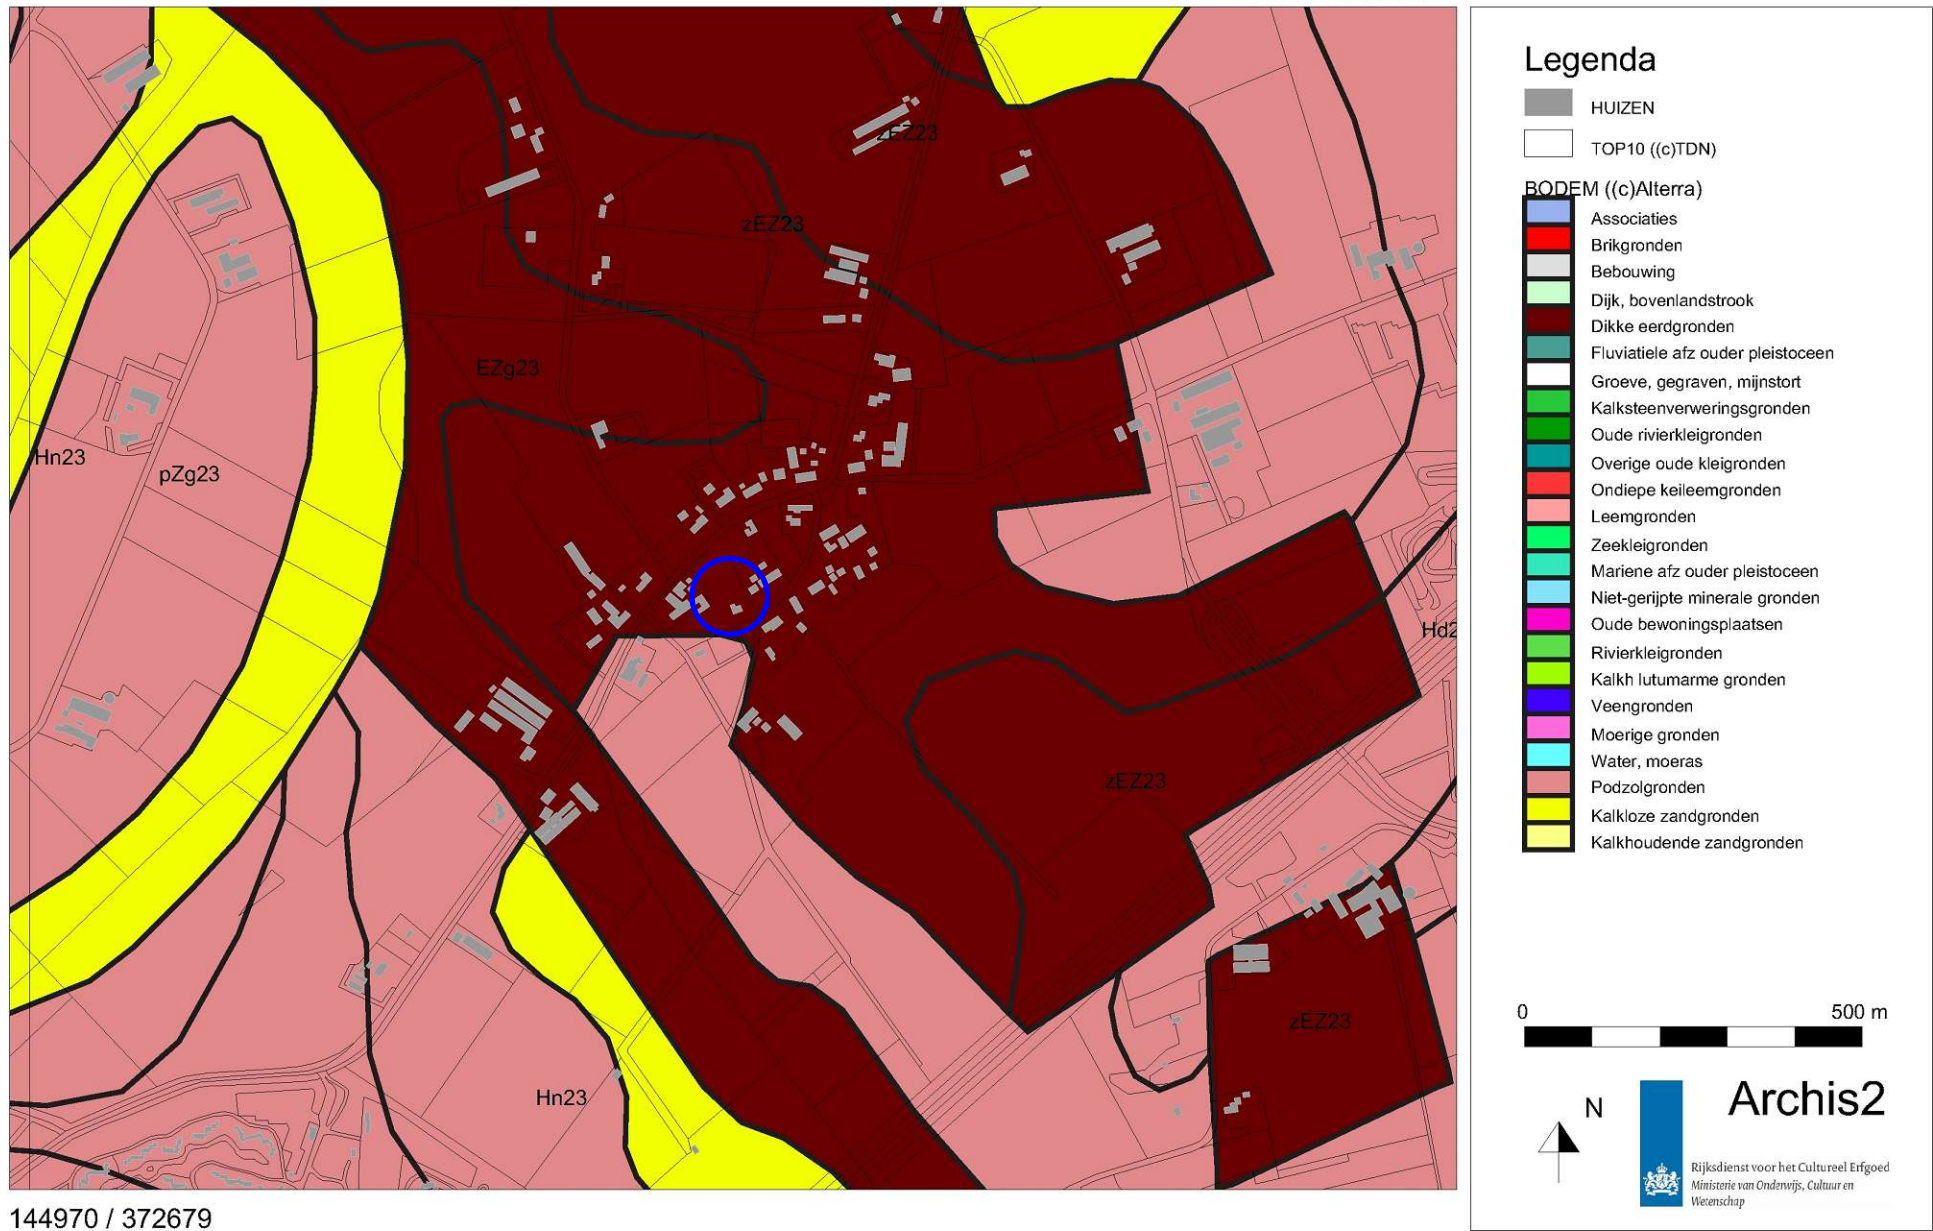 zEZ23
zEZ23
EZg23
Hn23
pZg23
Hd2
zEZ23
zEZ23
Hn23
144970 / 372679
Legenda
HUIZEN
TOP10 ((c)TDN)
BODEM ((c)Alterra)
Associaties
Brikgronden
Bebouwing
Dijk, bovenlandstrook
Dikke eerdgronden
Fluviatiele afz ouder pleistoceen
Groeve, gegraven, mijnstort
Kalksteenverweringsgronden
Oude rivierkleigronden
Overige oude kleigronden
Ondiepe keileemgronden
Leemgronden
Zeekleigronden
Mariene afz ouder pleistoceen
Niet-gerijpte minerale gronden
Oude bewoningsplaatsen
Rivierkleigronden
Kalkh lutumarme gronden
Veengronden
Moerige gronden
Water, moeras
Podzolgronden
Kalkloze zandgronden
Kalkhoudende zandgronden
0 500 m
N
Archis2
Rijksdienst voor het Cultureel Erfgoed
Ministerie van Onderwijs, Cultuur en
Wetenschap